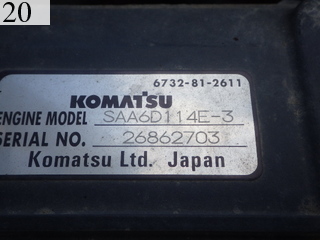 20
6732-81-2611
KOMATSU
ENGINE MODEL SAA6D114E-3
SERIAL NO. 26862703
Komatsu Ltd. Japan